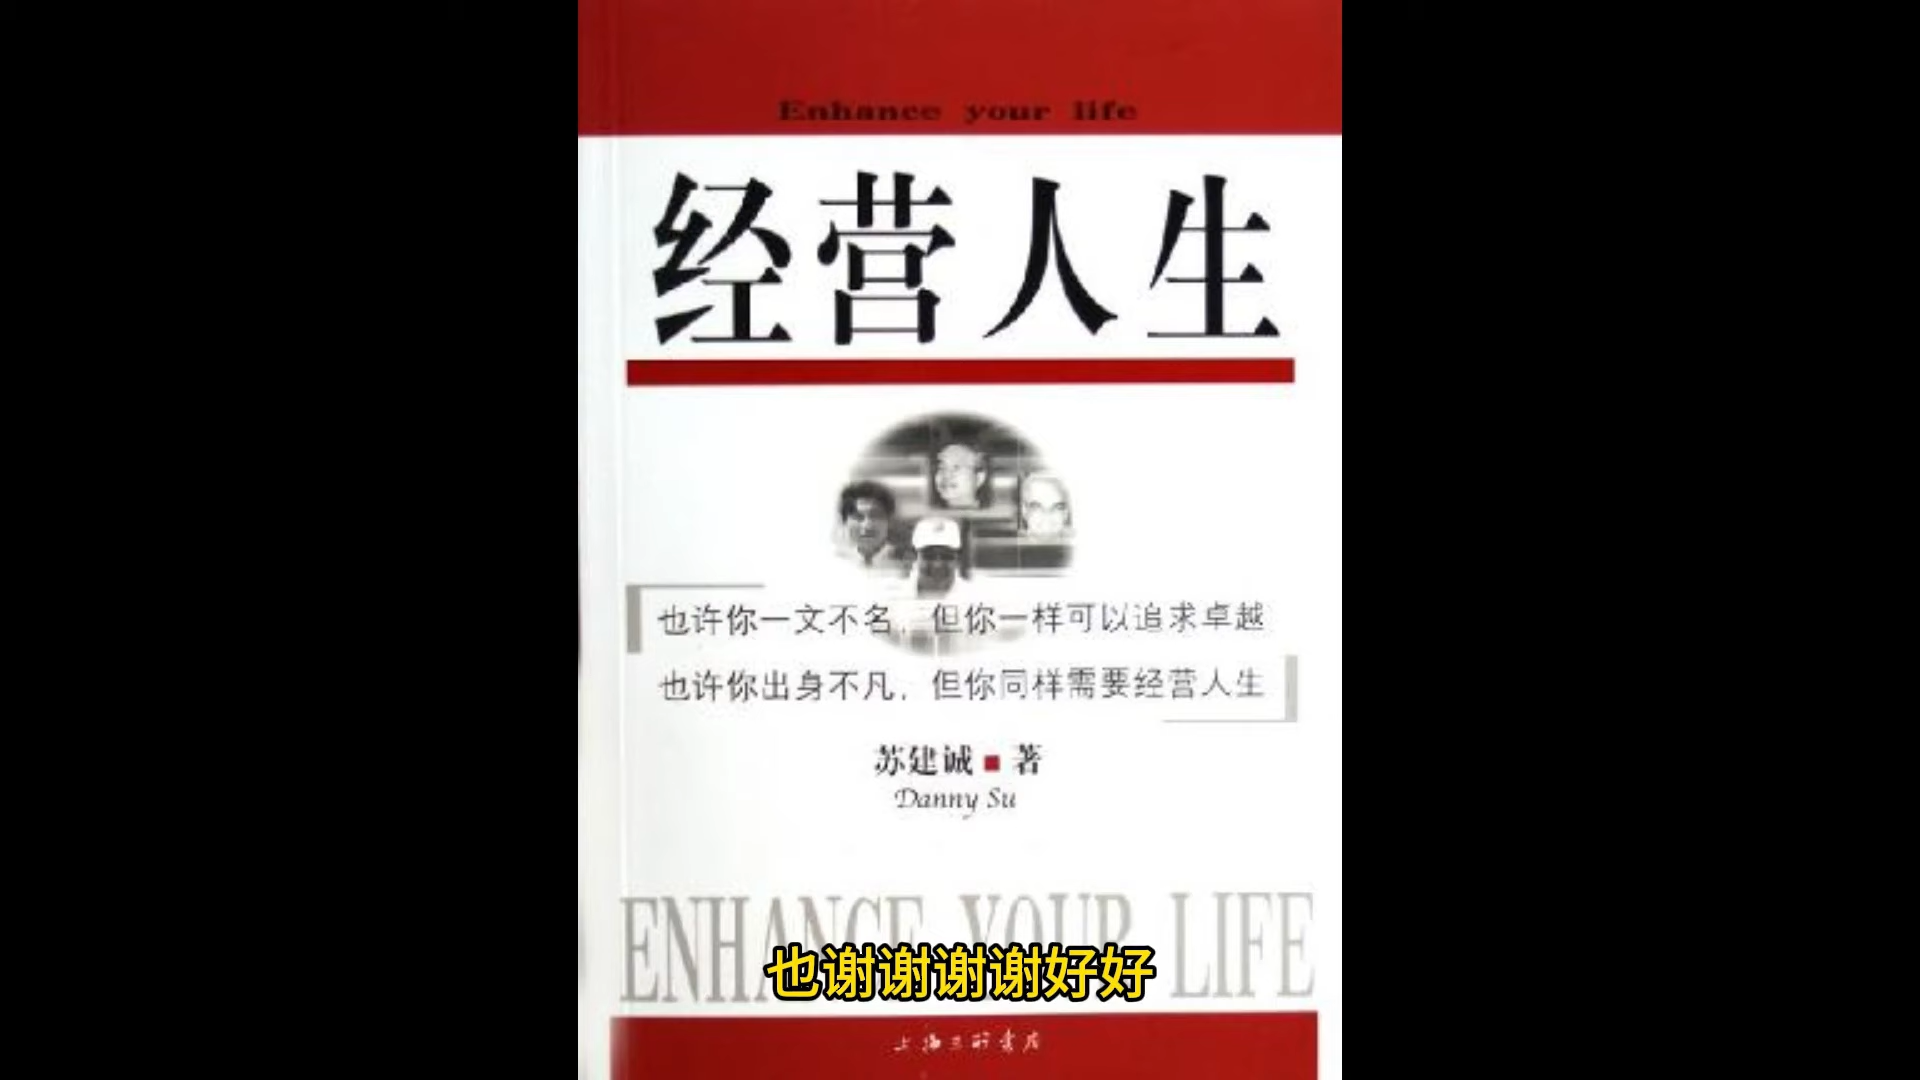 Enhance your life
经营人生
也许你一文不名,但你一样可以追求卓越
也许你出身不凡,但你同样需要经营人生
苏建诚■著
Danny Su
ENHANCE YOUR LIFE
也谢谢谢谢好好
上海三联书店